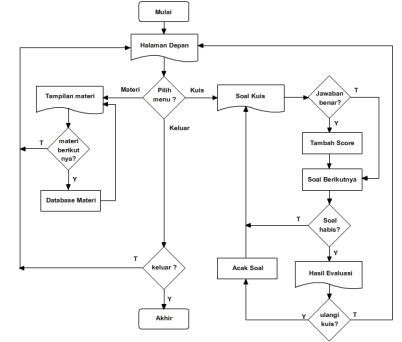 Mulai
Halaman Depan
Materi
Pilih
menu ?
Kuis
Keluar
Tampilan materi
T
materi
berikut
nya?
Y
Database Materi
Soal Kuis
Jawaban
benar?
T
Y
Tambah Score
Soal Berikutnya
T
Soal
habis?
Y
Acak Soal
Hasil Evaluasi
Y
ulangi
kuis?
T
T
keluar ?
Y
Akhir